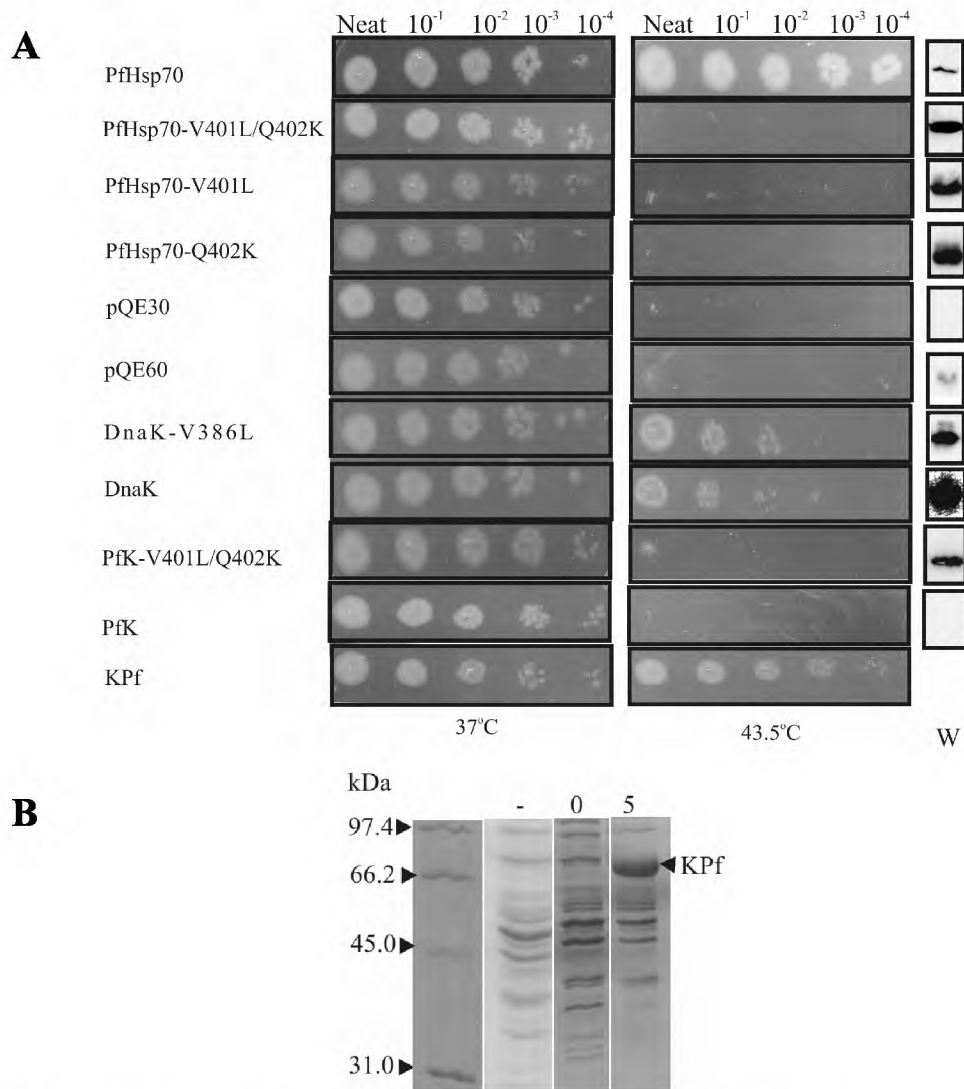 A
Neat 10⁻¹ 10⁻² 10⁻³ 10⁻⁴ Neat 10⁻¹ 10⁻² 10⁻³ 10⁻⁴
PfHsp70
PfHsp70-V401L/Q402K
PfHsp70-V401L
PfHsp70-Q402K
pQE30
pQE60
DnaK-V386L
DnaK
PfK-V401L/Q402K
PfK
KPf
37°C 43.5°C W
B
kDa
- 0 5
97.4
66.2
KPf
45.0
31.0